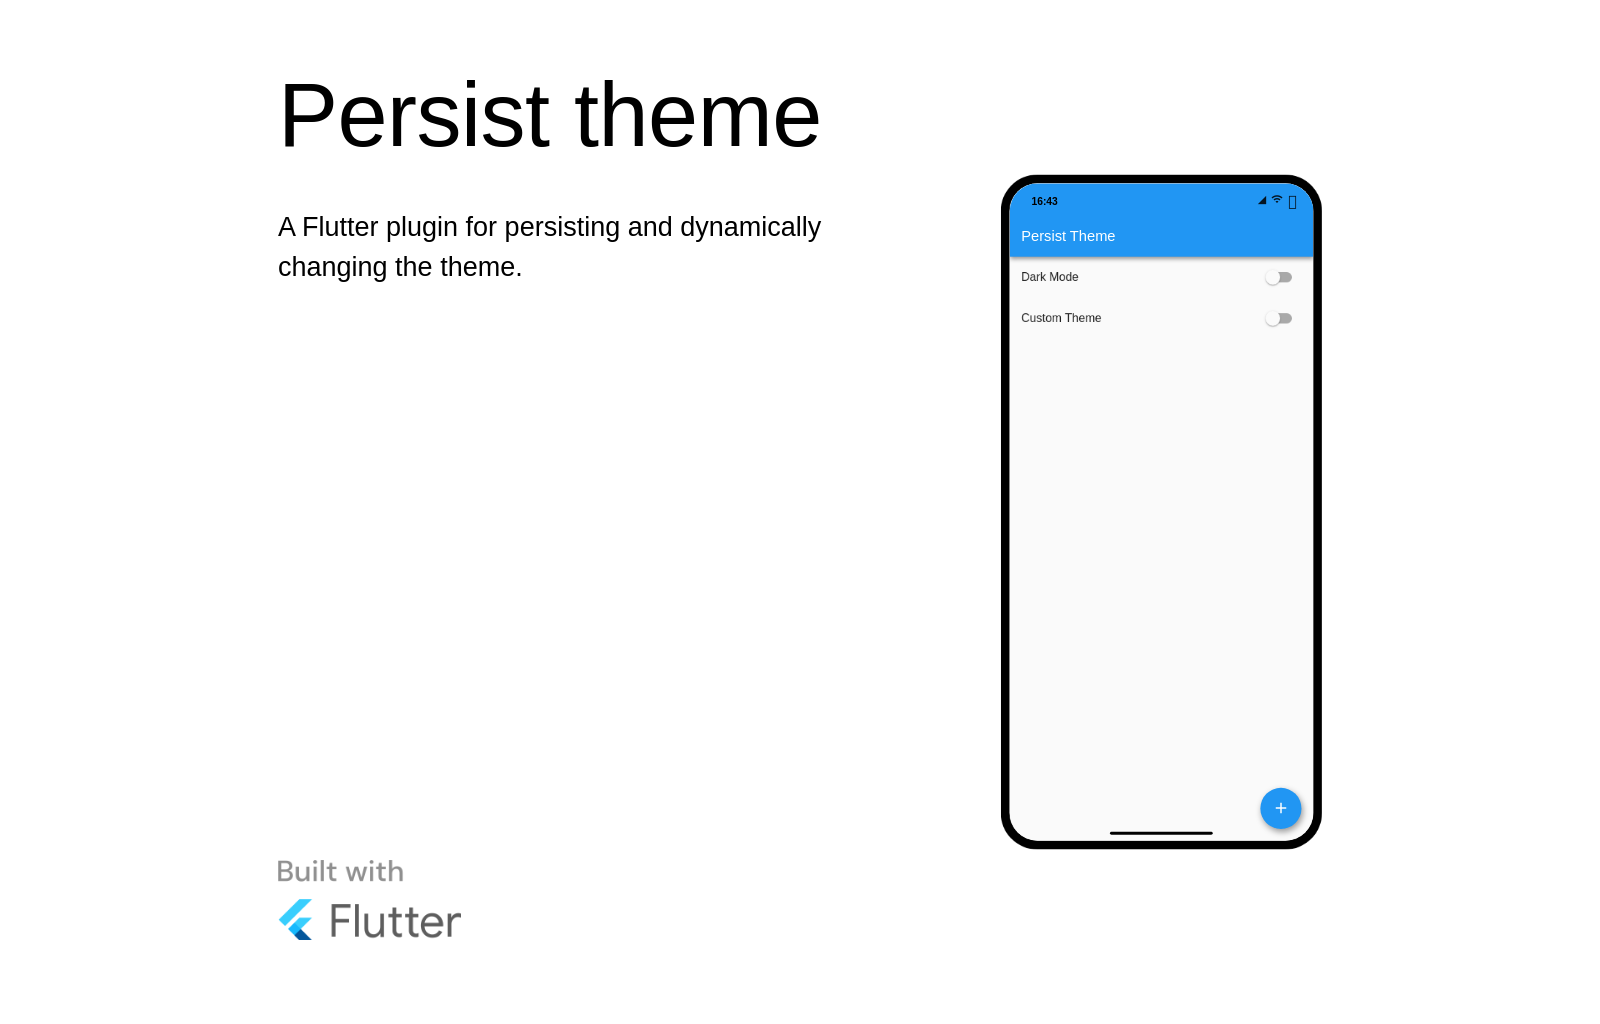 Persist theme
A Flutter plugin for persisting and dynamically
changing the theme.
16:43
Persist Theme
Dark Mode
Custom Theme
+
Built with
Flutter